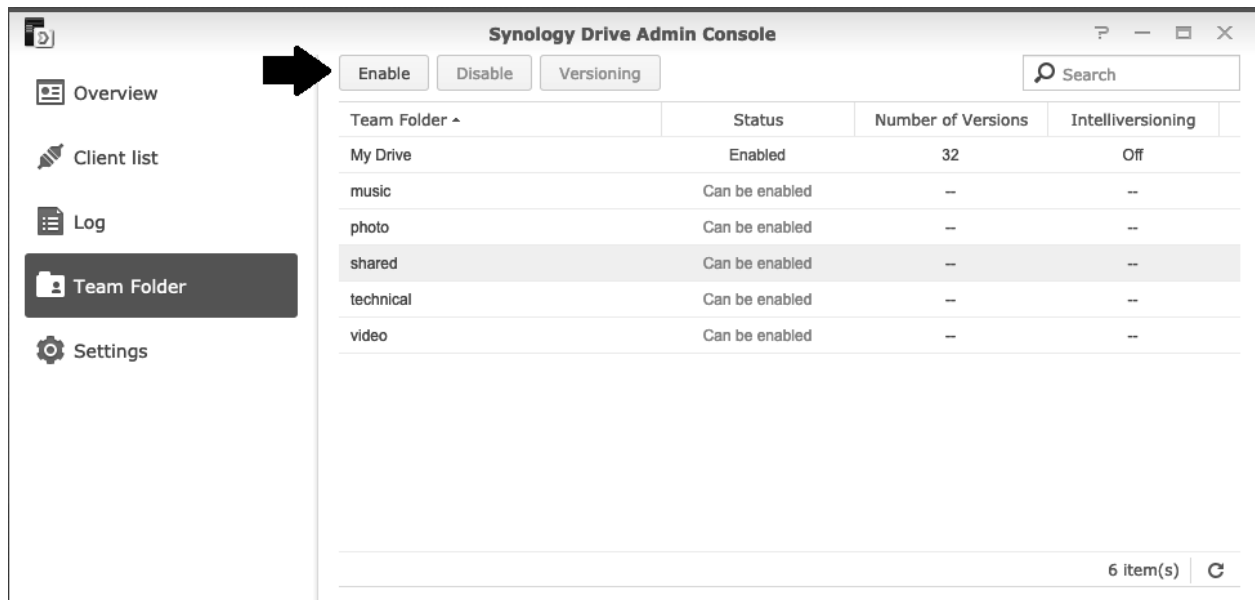 Synology Drive Admin Console
Overview
Client list
Log
Team Folder
Settings
Enable Disable Versioning Search
Team Folder Status Number of Versions Intelliversioning
My Drive Enabled 32 Off
music Can be enabled -- --
photo Can be enabled -- --
shared Can be enabled -- --
technical Can be enabled -- --
video Can be enabled -- --
6 item(s)